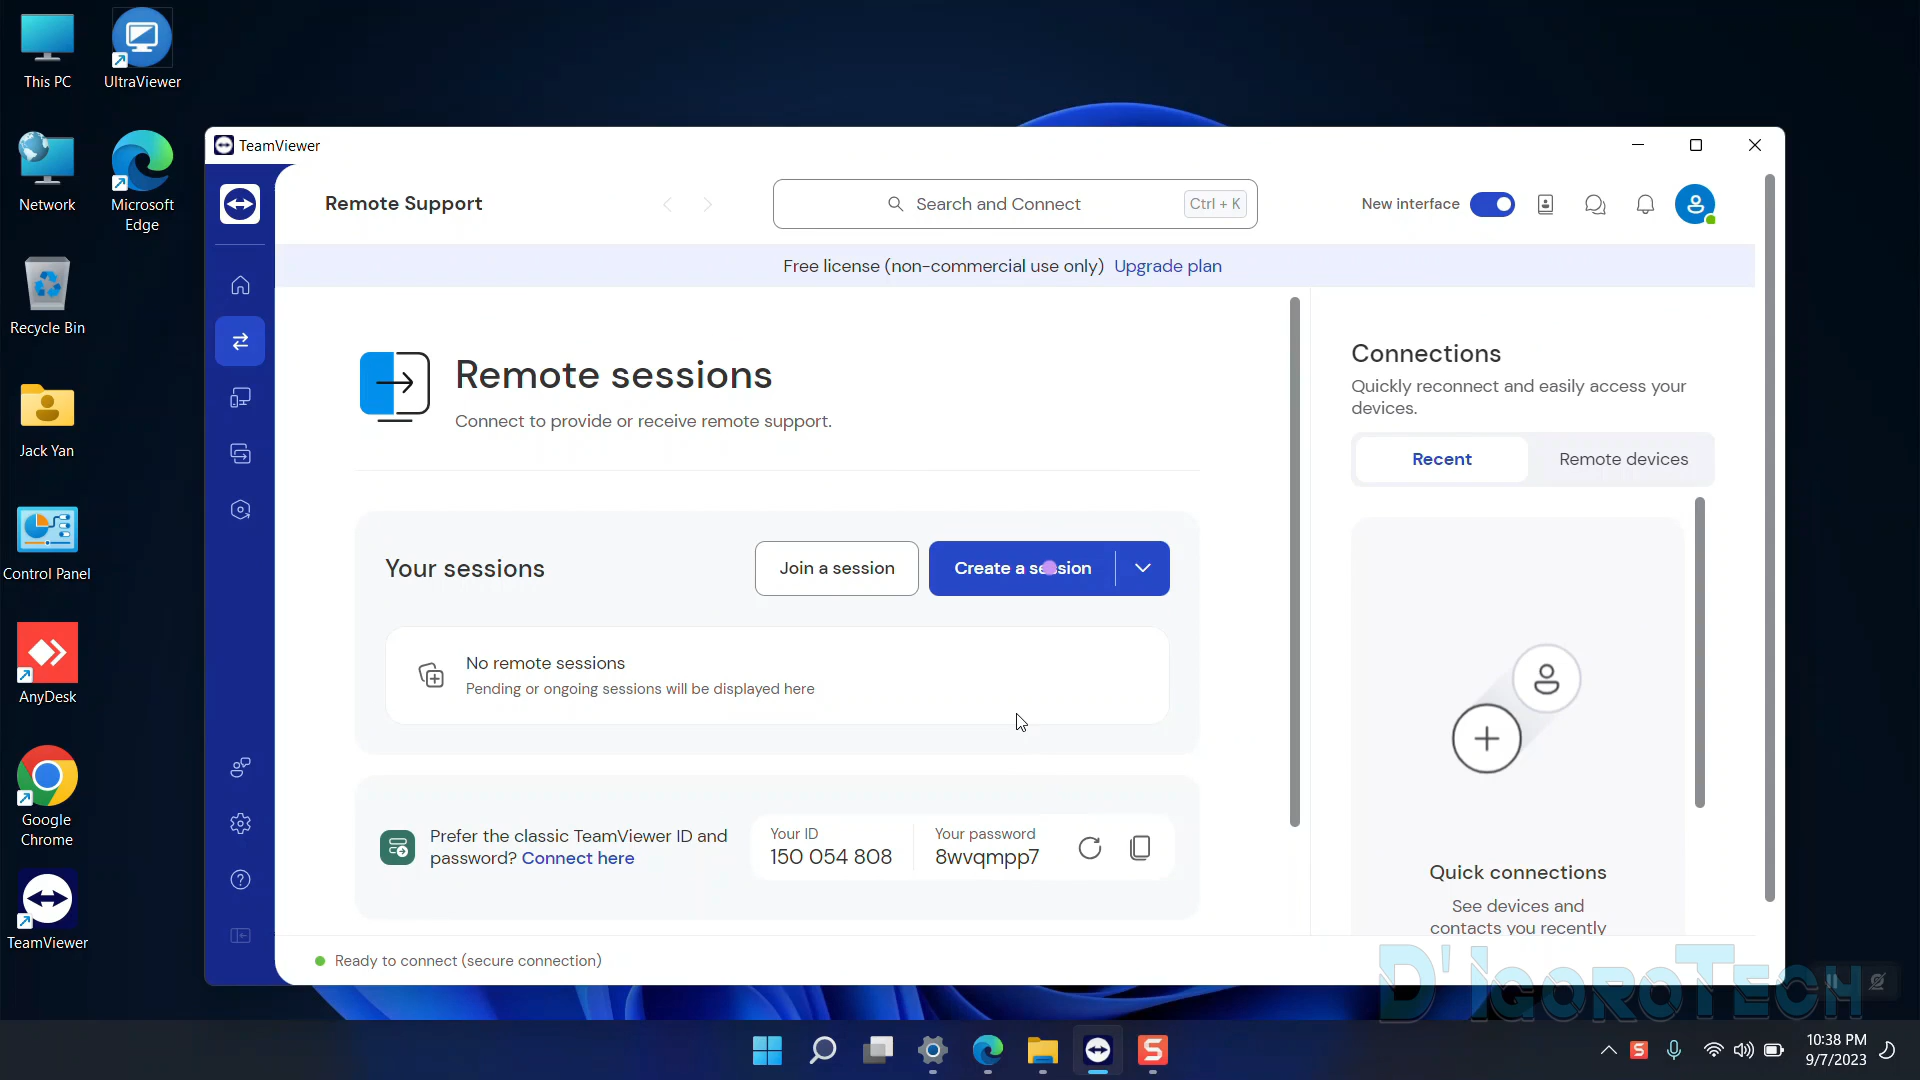 This PC
UltraViewer
Network
Microsoft
Edge
Recycle Bin
Jack Yan
Control Panel
AnyDesk
Google
Chrome
TeamViewer
TeamViewer
Remote Support
Search and Connect
Ctrl + K
New interface
Free license (non-commercial use only) Upgrade plan
Remote sessions
Connect to provide or receive remote support.
Your sessions
Join a session
Create a session
No remote sessions
Pending or ongoing sessions will be displayed here
Prefer the classic TeamViewer ID and
password? Connect here
Your ID
150 054 808
Your password
8wvqmpp7
Ready to connect (secure connection)
Connections
Quickly reconnect and easily access your
devices.
Recent
Remote devices
Quick connections
See devices and
contacts you recently
D'IgoroTech
10:38 PM
9/7/2023